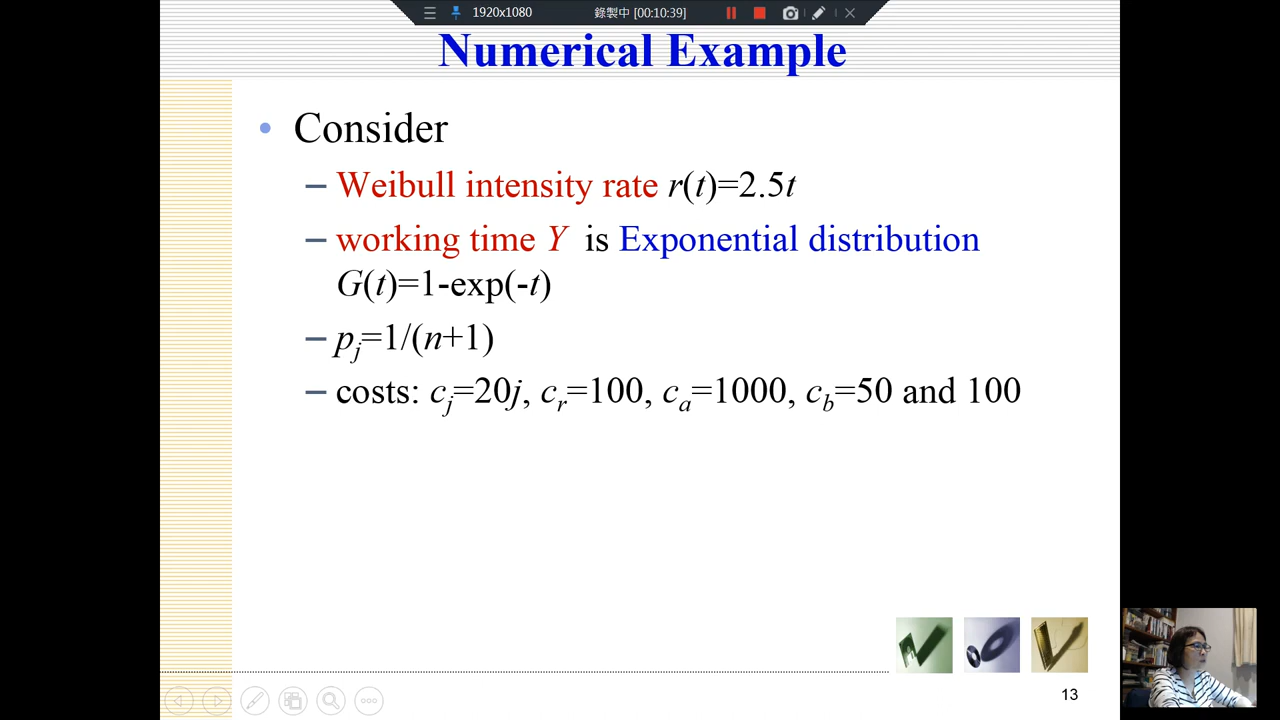 1920x1080 錄製中 [00:10:39]
Numerical Example
• Consider
– Weibull intensity rate r(t)=2.5t
– working time Y is Exponential distribution
G(t)=1-exp(-t)
– pj=1/(n+1)
– costs: cj=20j, cr=100, ca=1000, cb=50 and 100
13